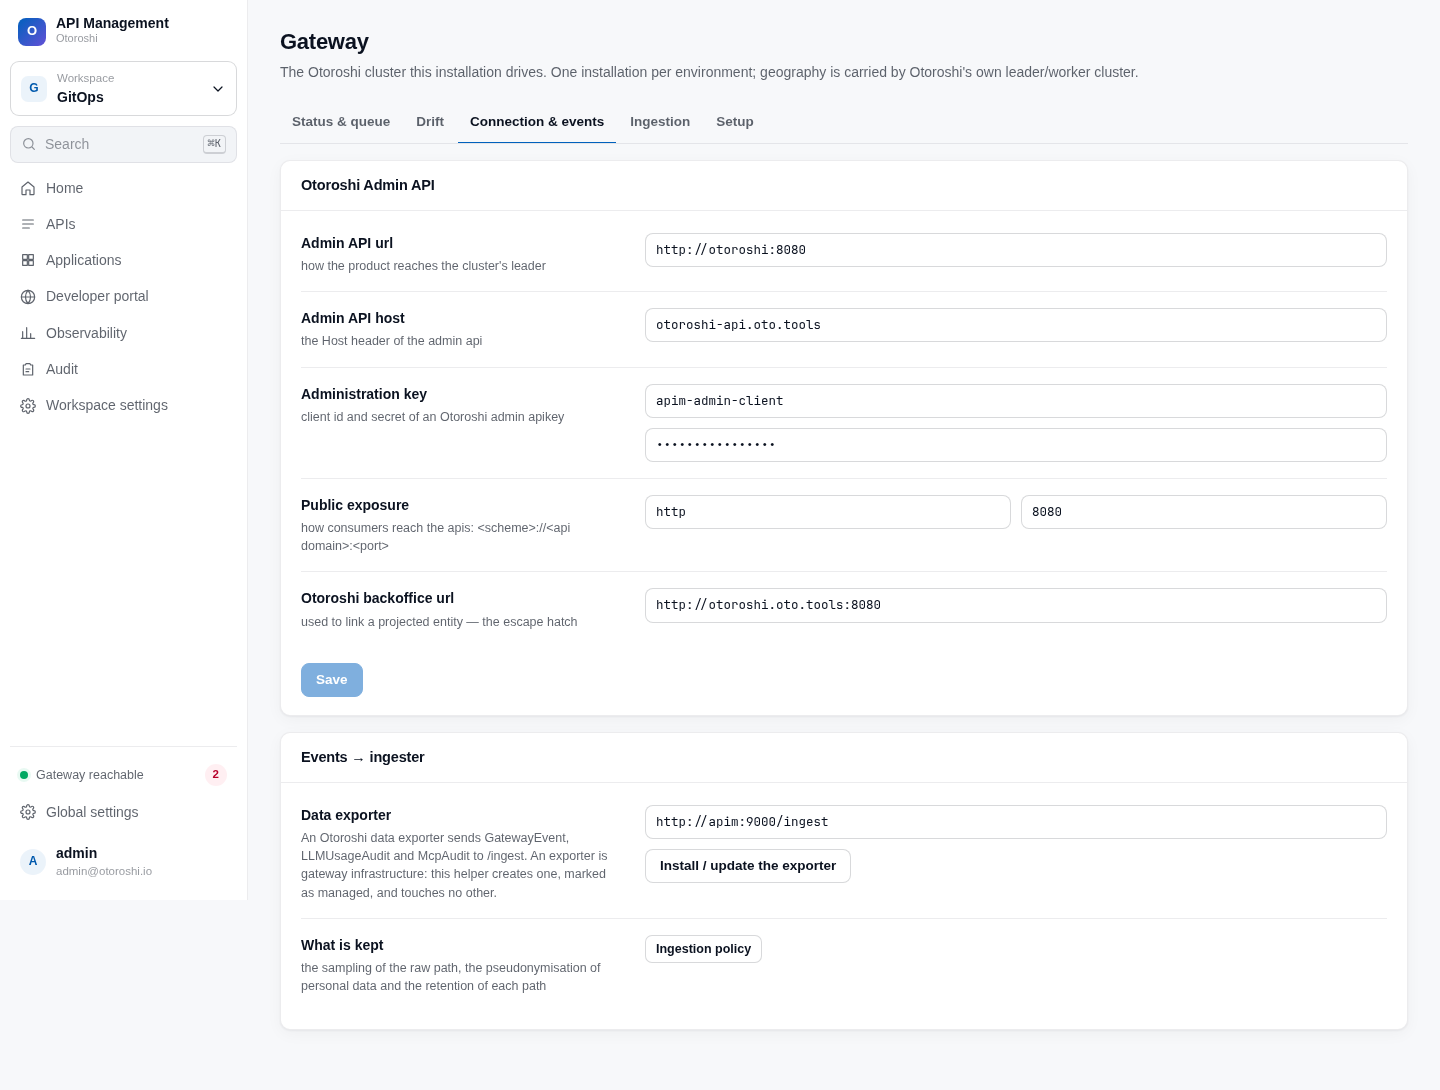 O
API Management
Otoroshi
G
Workspace
GitOps
Search
⌘K
Home
APIs
Applications
Developer portal
Observability
Audit
Workspace settings
Gateway reachable
2
Global settings
A
admin
admin@otoroshi.io
Gateway
The Otoroshi cluster this installation drives. One installation per environment; geography is carried by Otoroshi's own leader/worker cluster.
Status & queue
Drift
Connection & events
Ingestion
Setup
Otoroshi Admin API
Admin API url
how the product reaches the cluster's leader
http://otoroshi:8080
Admin API host
the Host header of the admin api
otoroshi-api.oto.tools
Administration key
client id and secret of an Otoroshi admin apikey
apim-admin-client
••••••••••••••••
Public exposure
how consumers reach the apis: <scheme>://<api
domain>:<port>
http
8080
Otoroshi backoffice url
used to link a projected entity — the escape hatch
http://otoroshi.oto.tools:8080
Save
Events → ingester
Data exporter
An Otoroshi data exporter sends GatewayEvent,
LLMUsageAudit and McpAudit to /ingest. An exporter is
gateway infrastructure: this helper creates one, marked
as managed, and touches no other.
http://apim:9000/ingest
Install / update the exporter
What is kept
the sampling of the raw path, the pseudonymisation of
personal data and the retention of each path
Ingestion policy